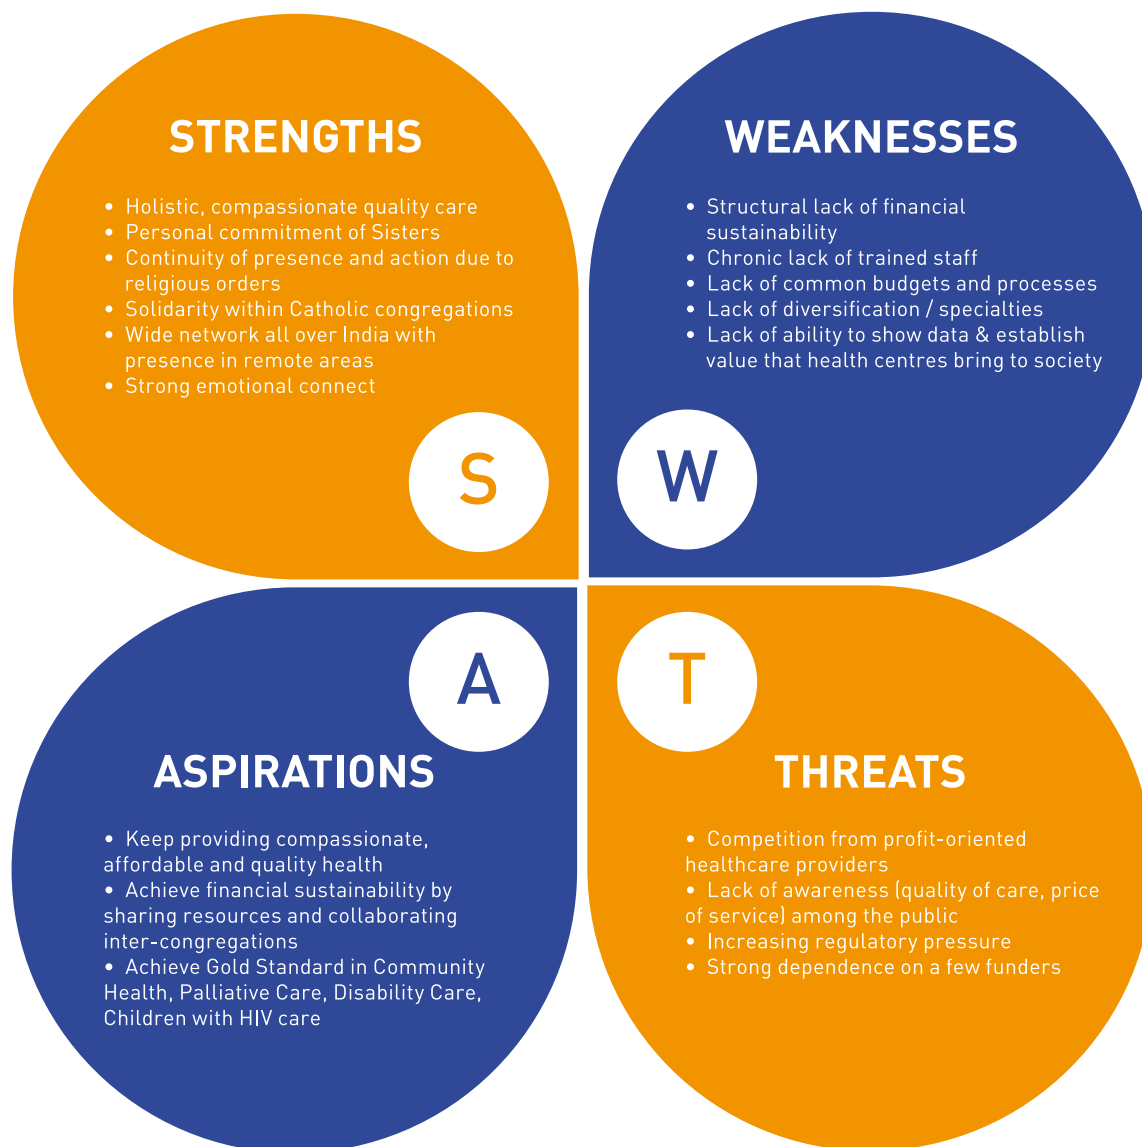 STRENGTHS
• Holistic, compassionate quality care
• Personal commitment of Sisters
• Continuity of presence and action due to
religious orders
• Solidarity within Catholic congregations
• Wide network all over India with
presence in remote areas
• Strong emotional connect
S
WEAKNESSES
• Structural lack of financial
sustainability
• Chronic lack of trained staff
• Lack of common budgets and processes
• Lack of diversification / specialties
• Lack of ability to show data & establish
value that health centres bring to society
W
A
ASPIRATIONS
• Keep providing compassionate,
affordable and quality health
• Achieve financial sustainability by
sharing resources and collaborating
inter-congregations
• Achieve Gold Standard in Community
Health, Palliative Care, Disability Care,
Children with HIV care
T
THREATS
• Competition from profit-oriented
healthcare providers
• Lack of awareness (quality of care, price
of service) among the public
• Increasing regulatory pressure
• Strong dependence on a few funders